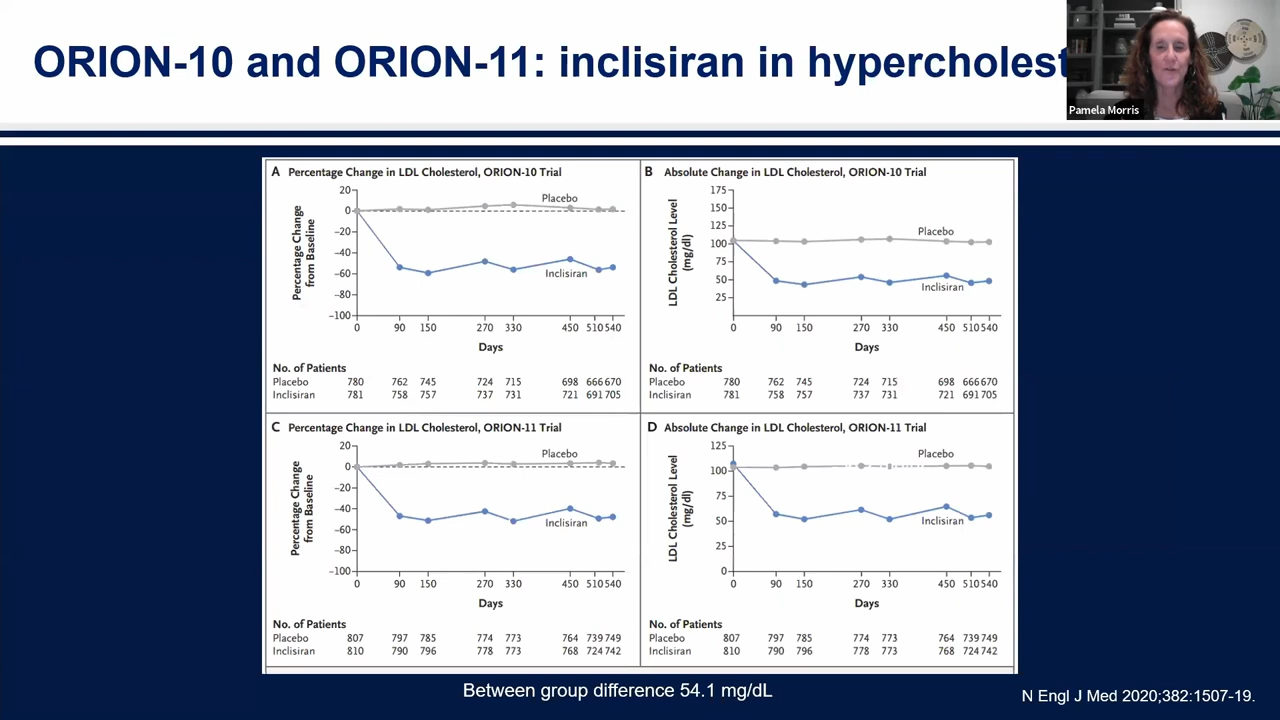 ORION-10 and ORION-11: inclisiran in hypercholest
Pamela Morris
A Percentage Change in LDL Cholesterol, ORION-10 Trial
Percentage Change
from Baseline
20
0
−20
−40
−60
−80
−100
Placebo
Inclisiran
0 90 150 270 330 450 510 540
Days
No. of Patients
Placebo 780 762 745 724 715 698 666 670
Inclisiran 781 758 757 737 731 721 691 705
B Absolute Change in LDL Cholesterol, ORION-10 Trial
LDL Cholesterol Level
(mg/dl)
175
150
125
100
75
50
25
Placebo
Inclisiran
0 90 150 270 330 450 510 540
Days
No. of Patients
Placebo 780 762 745 724 715 698 666 670
Inclisiran 781 758 757 737 731 721 691 705
C Percentage Change in LDL Cholesterol, ORION-11 Trial
Percentage Change
from Baseline
20
0
−20
−40
−60
−80
−100
Placebo
Inclisiran
0 90 150 270 330 450 510 540
Days
No. of Patients
Placebo 807 797 785 774 773 764 739 749
Inclisiran 810 790 796 778 773 768 724 742
D Absolute Change in LDL Cholesterol, ORION-11 Trial
LDL Cholesterol Level
(mg/dl)
125
100
75
50
25
0
Placebo
Inclisiran
0 90 150 270 330 450 510 540
Days
No. of Patients
Placebo 807 797 785 774 773 764 739 749
Inclisiran 810 790 796 778 773 768 724 742
Between group difference 54.1 mg/dL
N Engl J Med 2020;382:1507-19.